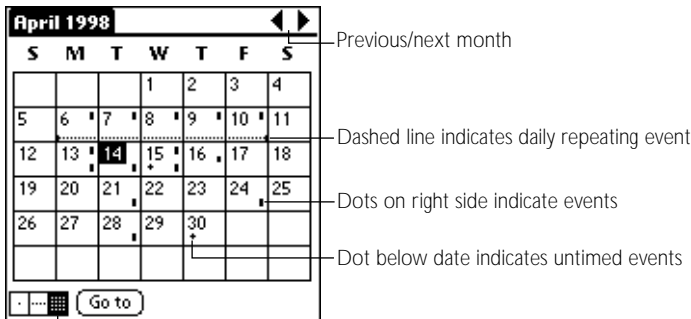 April 1998
Previous/next month
S M T W T F S
1 2 3 4
5 6 7 8 9 10 11
Dashed line indicates daily repeating event
12 13 14 15 16 17 18
19 20 21 22 23 24 25
Dots on right side indicate events
26 27 28 29 30
Dot below date indicates untimed events
Go to